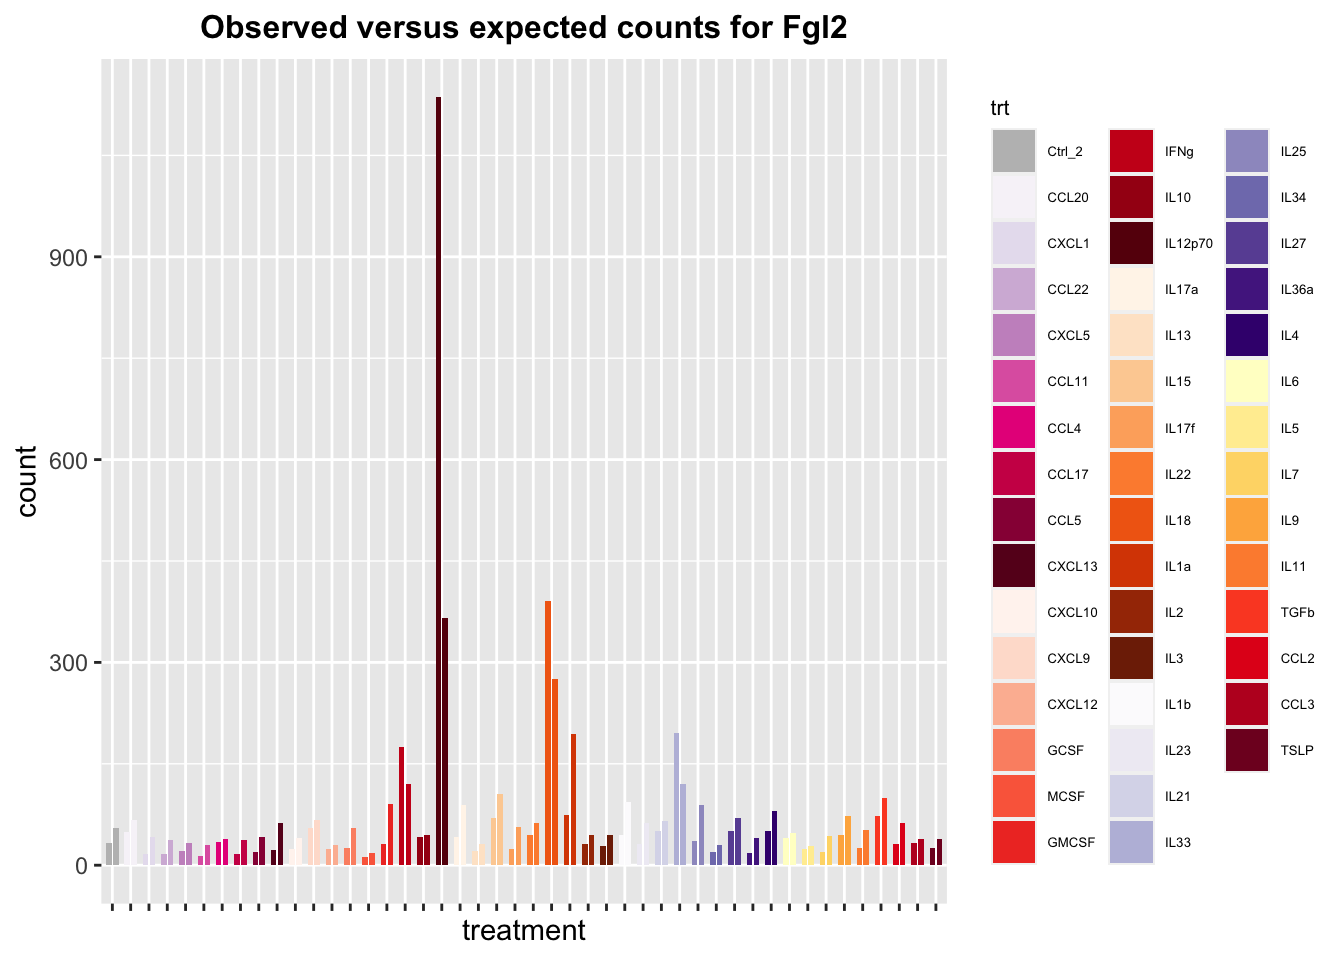 Observed versus expected counts for Fgl2
900
600
300
0
count
treatment
trt
Ctrl_2
CCL20
CXCL1
CCL22
CXCL5
CCL11
CCL4
CCL17
CCL5
CXCL13
CXCL10
CXCL9
CXCL12
GCSF
MCSF
GMCSF
IFNg
IL10
IL12p70
IL17a
IL13
IL15
IL17f
IL22
IL18
IL1a
IL2
IL3
IL1b
IL23
IL21
IL33
IL25
IL34
IL27
IL36a
IL4
IL6
IL5
IL7
IL9
IL11
TGFb
CCL2
CCL3
TSLP